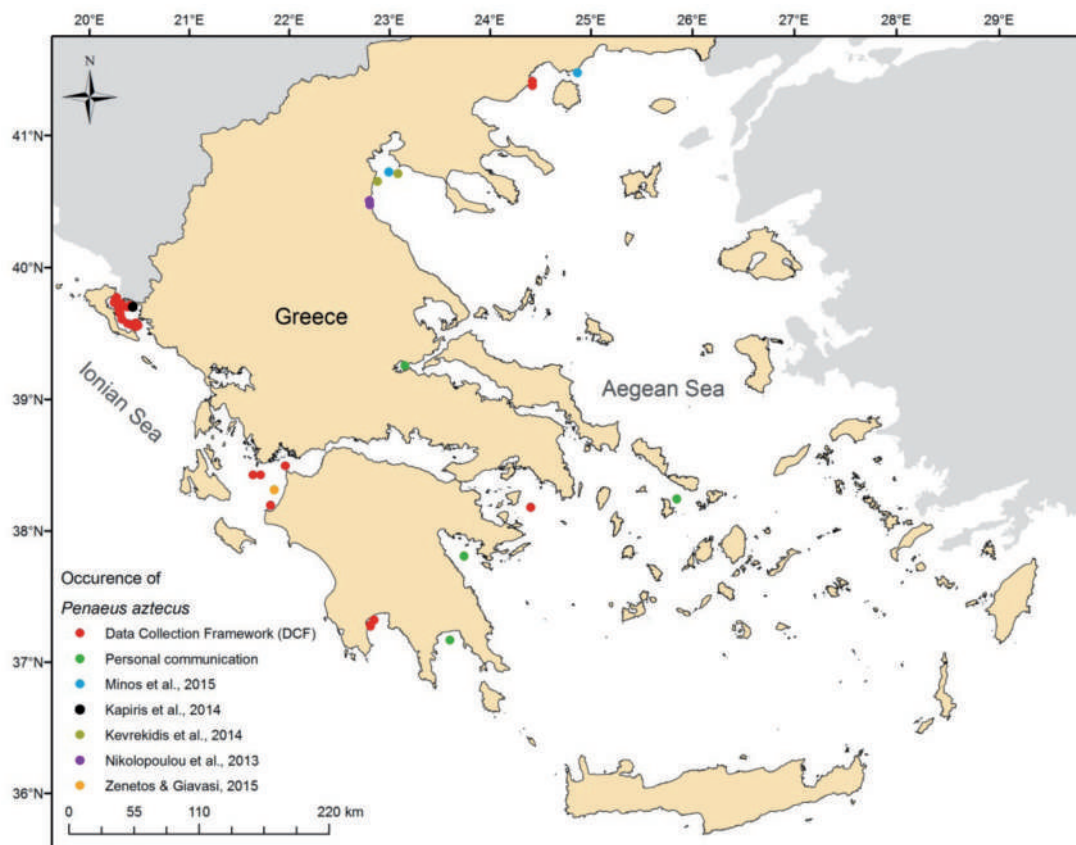 20°E 21°E 22°E 23°E 24°E 25°E 26°E 27°E 28°E 29°E
N
41°N
40°N
Greece
Ionian Sea
39°N
Aegean Sea
38°N
Occurence of
Penaeus aztecus
Data Collection Framework (DCF)
37°N
Personal communication
Minos et al., 2015
Kapiris et al., 2014
Kevrekidis et al., 2014
Nikolopoulou et al., 2013
Zenetos & Giavasi, 2015
36°N
0 55 110 220 km